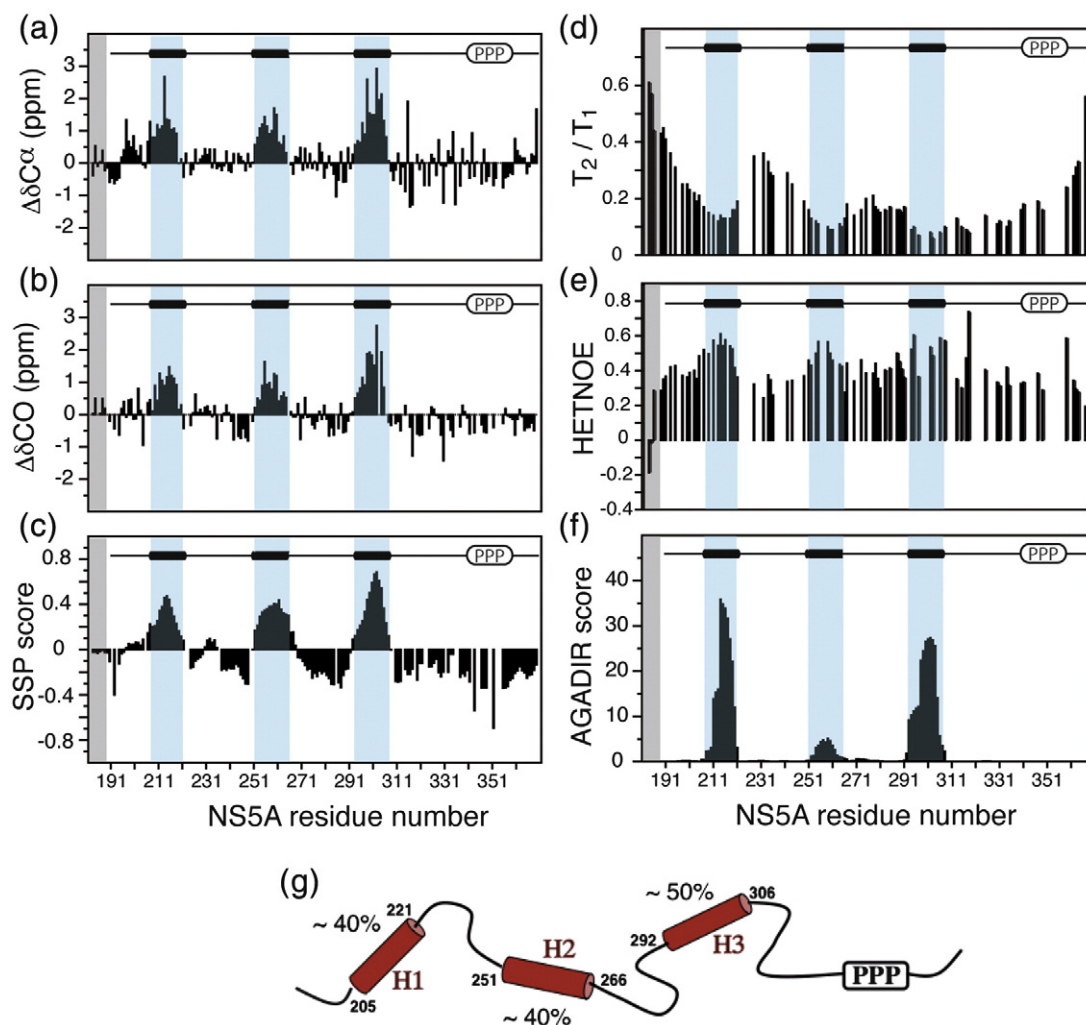 (a)
PPP
ΔδCα (ppm)
3
2
1
0
-1
-2
(b)
PPP
ΔδCO (ppm)
3
2
1
0
-1
-2
(c)
PPP
SSP score
0.8
0.4
0
-0.4
-0.8
191 211 231 251 271 291 311 331 351
NS5A residue number
(d)
PPP
T2 / T1
0.6
0.4
0.2
0
(e)
PPP
HETNOE
0.8
0.6
0.4
0.2
0
-0.2
-0.4
(f)
PPP
AGADIR score
40
30
20
10
0
191 211 231 251 271 291 311 331 351
NS5A residue number
(g)
~ 40%
221
205
H1
H2
251
266
~ 40%
~ 50%
292
306
H3
PPP